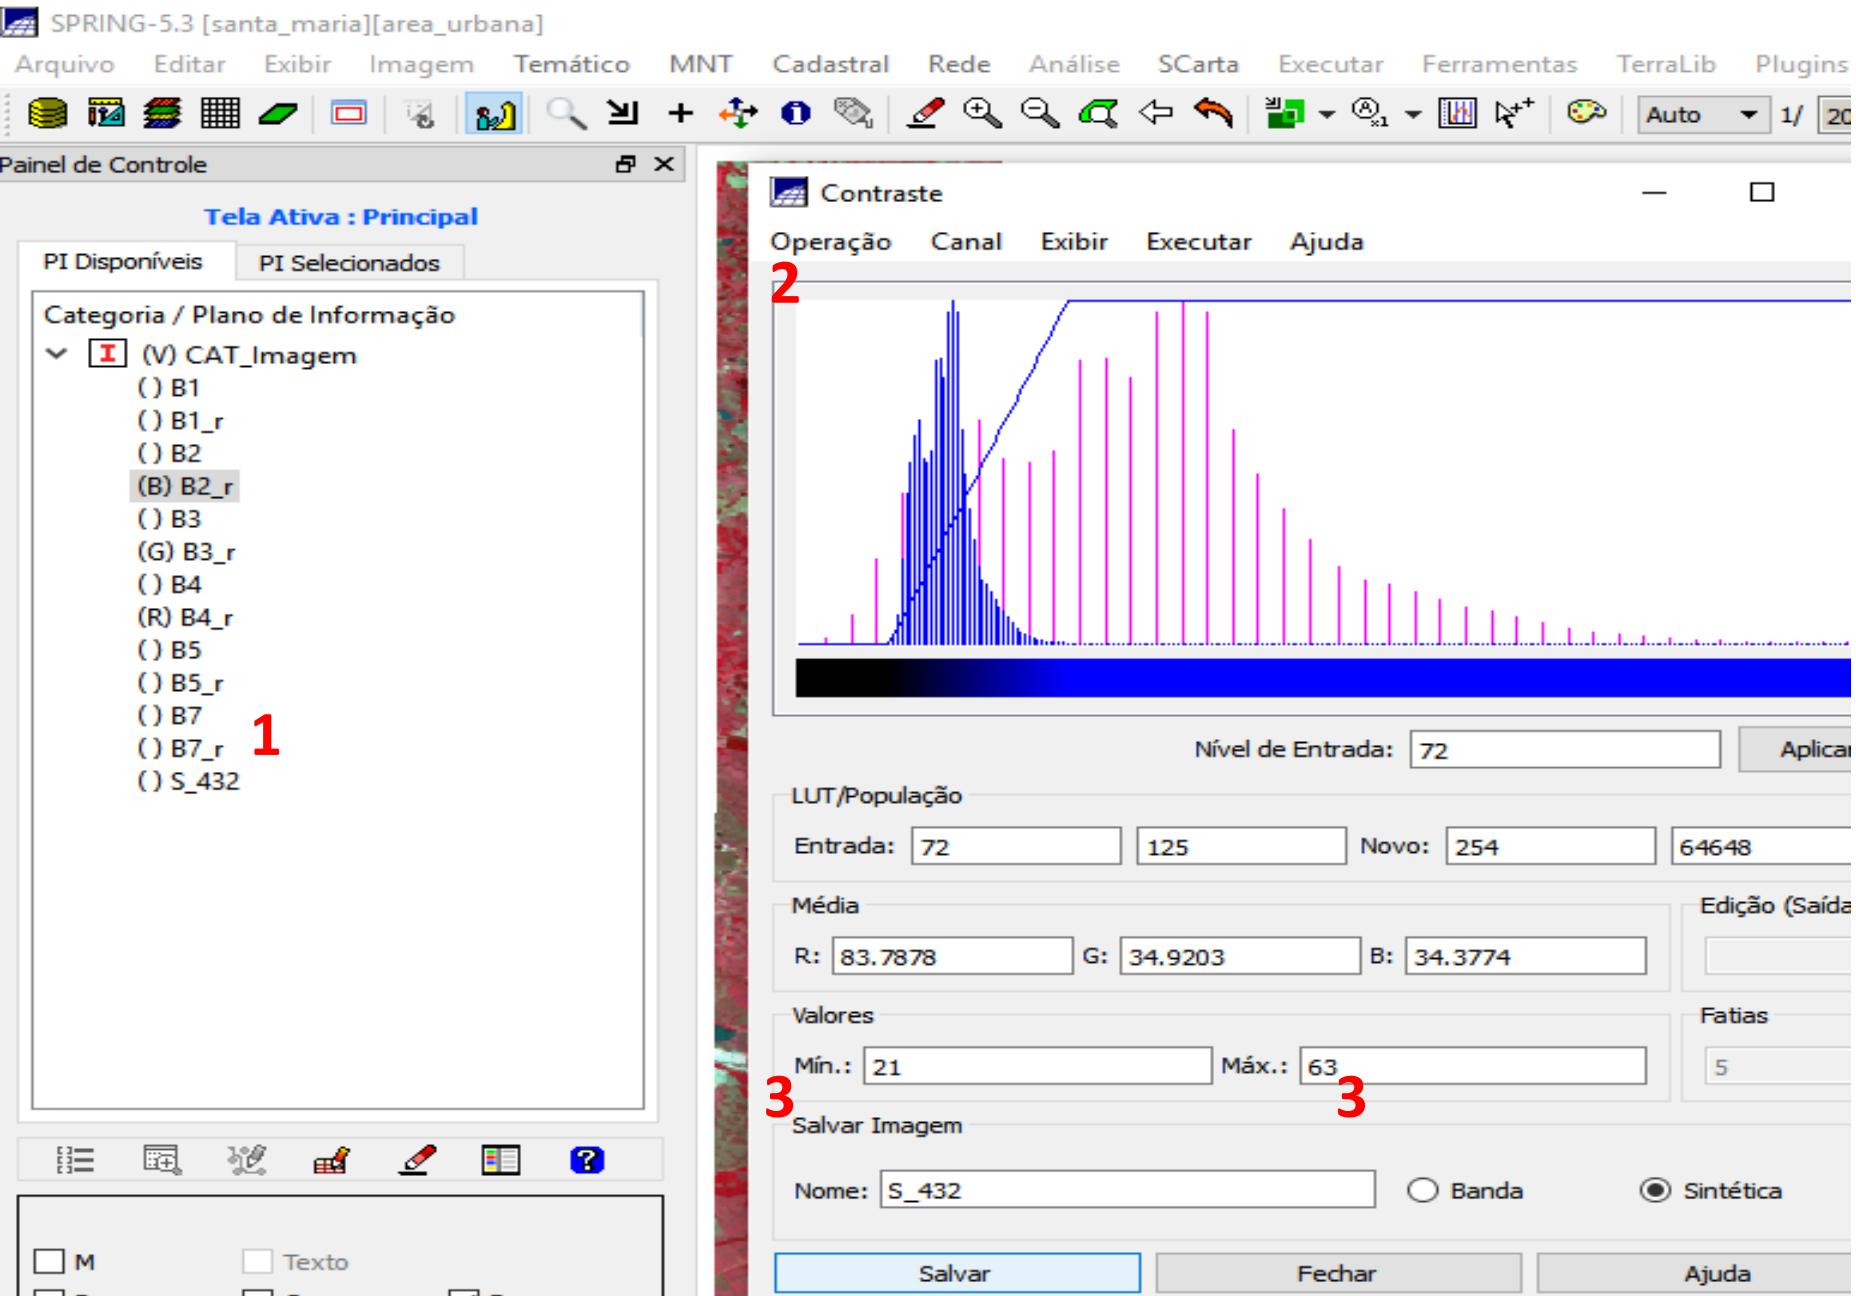 SPRING-5.3 [santa_maria][area_urbana]
Arquivo Editar Exibir Imagem Temático MNT Cadastral Rede Análise SCarta Executar Ferramentas TerraLib Plugins
Auto 1/ 20
Painel de Controle
Tela Ativa : Principal
PI Disponíveis PI Selecionados
Categoria / Plano de Informação
I (V) CAT_Imagem
( ) B1
( ) B1_r
( ) B2
(B) B2_r
( ) B3
(G) B3_r
( ) B4
(R) B4_r
( ) B5
( ) B5_r
( ) B7
( ) B7_r
1
( ) S_432
M Texto
Contraste
Operação Canal Exibir Executar Ajuda
2
Nível de Entrada: 72 Aplicar
LUT/População
Entrada: 72 125 Novo: 254 64648
Média Edição (Saída
R: 83.7878 G: 34.9203 B: 34.3774
Valores Fatias
Mín.: 21 Máx.: 63 5
3 3
Salvar Imagem
Nome: S_432 Banda Sintética
Salvar Fechar Ajuda